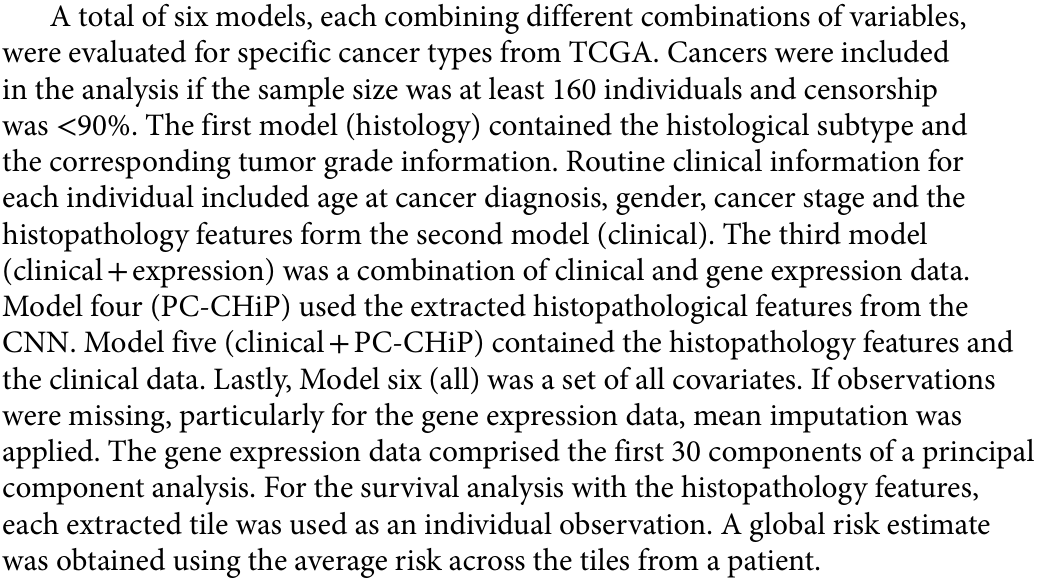 A total of six models, each combining different combinations of variables,
were evaluated for specific cancer types from TCGA. Cancers were included
in the analysis if the sample size was at least 160 individuals and censorship
was <90%. The first model (histology) contained the histological subtype and
the corresponding tumor grade information. Routine clinical information for
each individual included age at cancer diagnosis, gender, cancer stage and the
histopathology features form the second model (clinical). The third model
(clinical + expression) was a combination of clinical and gene expression data.
Model four (PC-CHiP) used the extracted histopathological features from the
CNN. Model five (clinical + PC-CHiP) contained the histopathology features and
the clinical data. Lastly, Model six (all) was a set of all covariates. If observations
were missing, particularly for the gene expression data, mean imputation was
applied. The gene expression data comprised the first 30 components of a principal
component analysis. For the survival analysis with the histopathology features,
each extracted tile was used as an individual observation. A global risk estimate
was obtained using the average risk across the tiles from a patient.